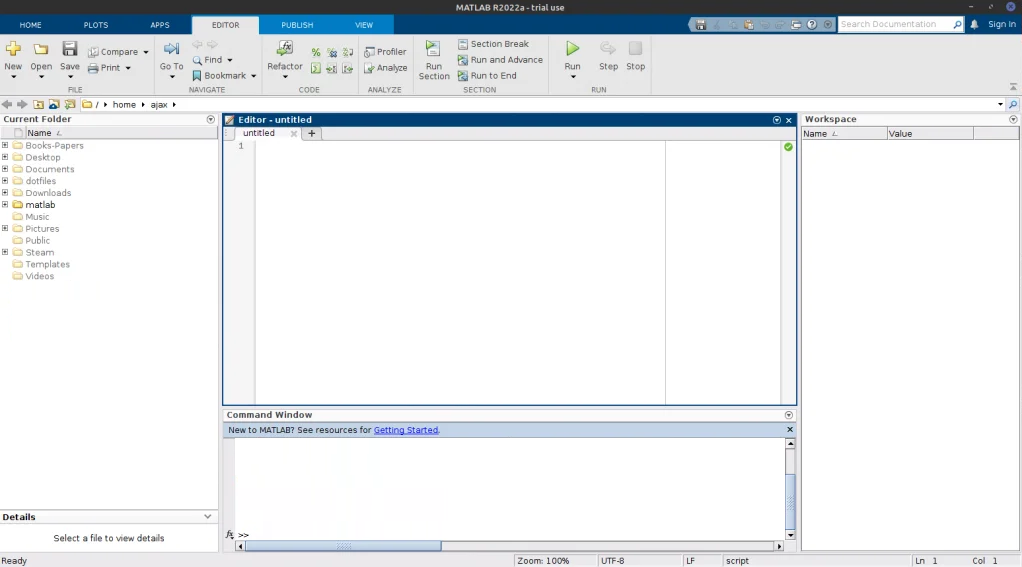 MATLAB R2022a - trial use
HOME PLOTS APPS EDITOR PUBLISH VIEW Search Documentation Sign In
New Open Save Compare Print
Go To Find Bookmark
Refactor
Profiler Analyze
Run Section Section Break Run and Advance Run to End
Run Step Stop
FILE NAVIGATE CODE ANALYZE SECTION RUN
/ home ajax
Current Folder
Name
Books-Papers
Desktop
Documents
dotfiles
Downloads
matlab
Music
Pictures
Public
Steam
Templates
Videos
Details
Select a file to view details
Editor - untitled
untitled
1
Command Window
New to MATLAB? See resources for Getting Started.
fx >>
Workspace
Name Value
Ready Zoom: 100% UTF-8 LF script Ln 1 Col 1